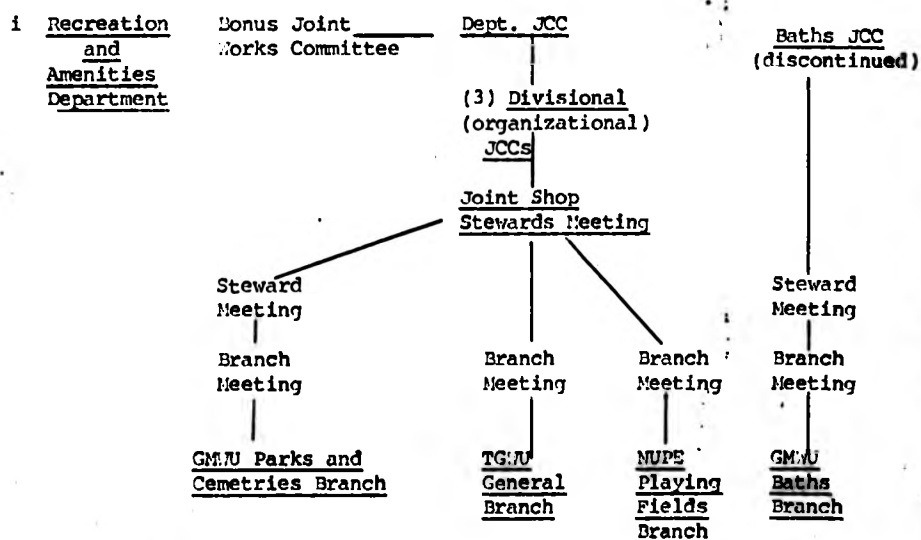 i Recreation
and
Amenities
Department
Bonus Joint
Works Committee
Dept. JCC
Baths JCC
(discontinued)
(3) Divisional
(organizational)
JCCs
Joint Shop
Stewards Meeting
Steward
Meeting
Branch
Meeting
GMWU Parks and
Cemetries Branch
Branch
Meeting
TGWU
General
Branch
Branch
Meeting
NUPE
Playing
Fields
Branch
Steward
Meeting
Branch
Meeting
GMWU
Baths
Branch